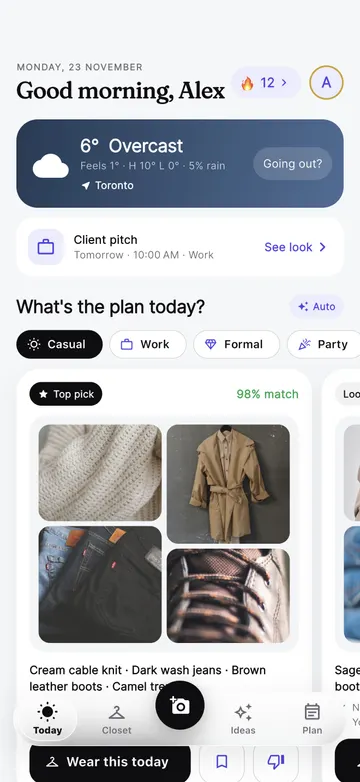 MONDAY, 23 NOVEMBER
Good morning, Alex
12
A
6° Overcast
Feels 1° · H 10° L 0° · 5% rain
Toronto
Going out?
Client pitch
Tomorrow · 10:00 AM · Work
See look
What's the plan today?
Auto
Casual
Work
Formal
Party
Top pick
98% match
Loo
Cream cable knit · Dark wash jeans · Brown
leather boots · Camel tre
Sage
boot
N
Yo
Today
Closet
Ideas
Plan
Wear this today